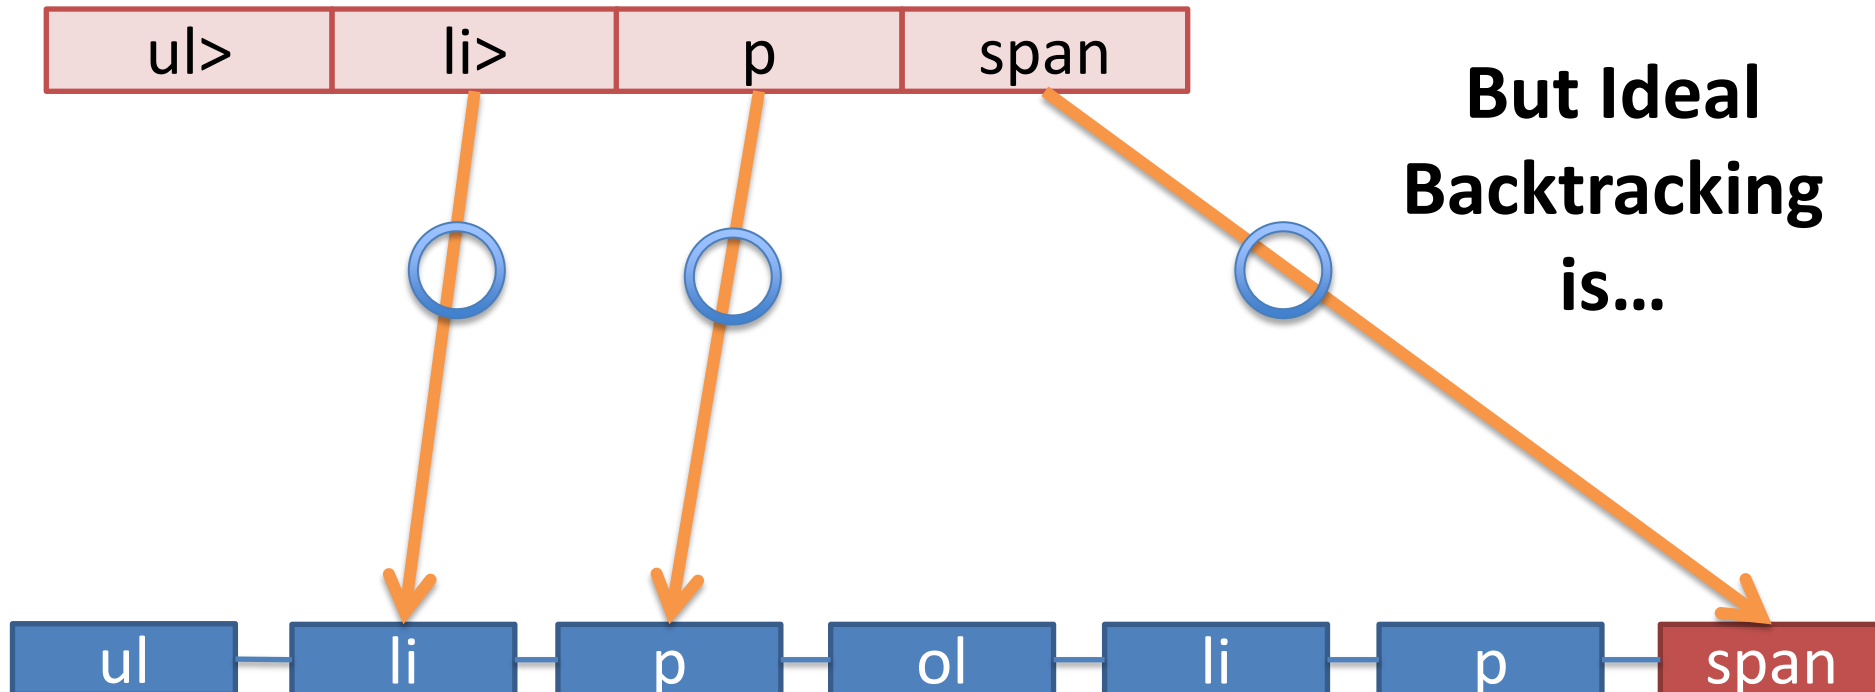 ul> li> p span
But Ideal
Backtracking
is...
ul li p ol li p span